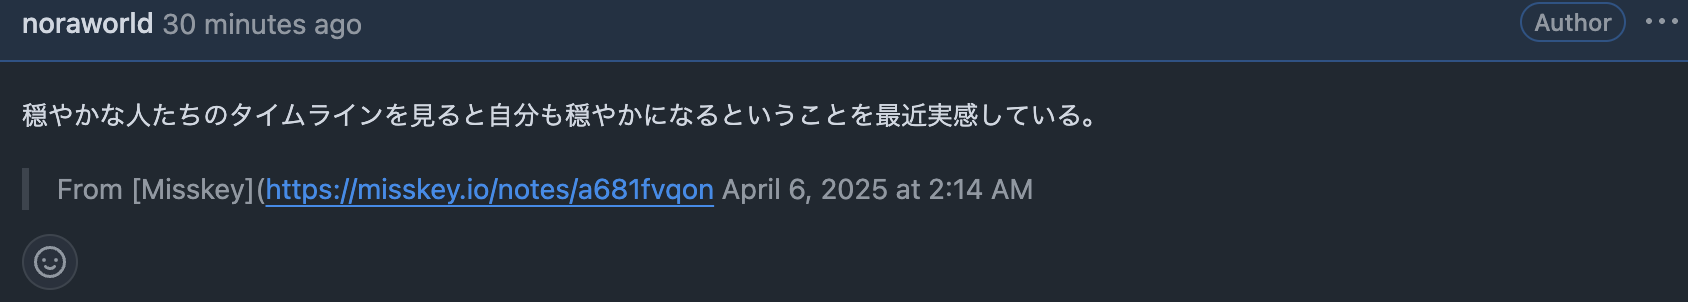 noraworld 30 minutes ago Author
穏やかな人たちのタイムラインを見ると自分も穏やかになるということを最近実感している。
From [Misskey](https://misskey.io/notes/a681fvqon April 6, 2025 at 2:14 AM